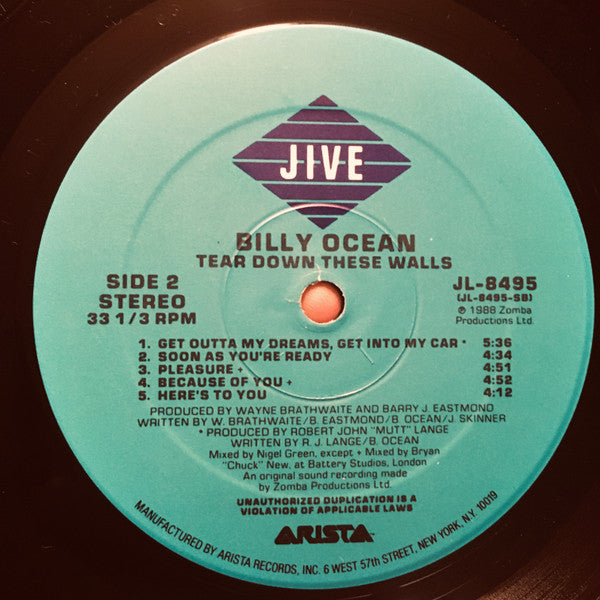 JIVE
BILLY OCEAN
TEAR DOWN THESE WALLS
SIDE 2
STEREO
33 1/3 RPM
JL-8495
(JL-8495-SB)
℗ 1988 Zomba
Productions Ltd.
1. GET OUTTA MY DREAMS, GET INTO MY CAR * 5:36
2. SOON AS YOU'RE READY 4:34
3. PLEASURE + 4:51
4. BECAUSE OF YOU + 4:52
5. HERE'S TO YOU 4:12
PRODUCED BY WAYNE BRATHWAITE AND BARRY J. EASTMOND
WRITTEN BY W. BRATHWAITE/B. EASTMOND/B. OCEAN/J. SKINNER
* PRODUCED BY ROBERT JOHN "MUTT" LANGE
WRITTEN BY R. J. LANGE/B. OCEAN
Mixed by Nigel Green, except + Mixed by Bryan
"Chuck" New, at Battery Studios, London
An original sound recording made
by Zomba Productions Ltd.
UNAUTHORIZED DUPLICATION IS A
VIOLATION OF APPLICABLE LAWS
ARISTA
MANUFACTURED BY ARISTA RECORDS, INC. 6 WEST 57th STREET, NEW YORK, N.Y. 10019